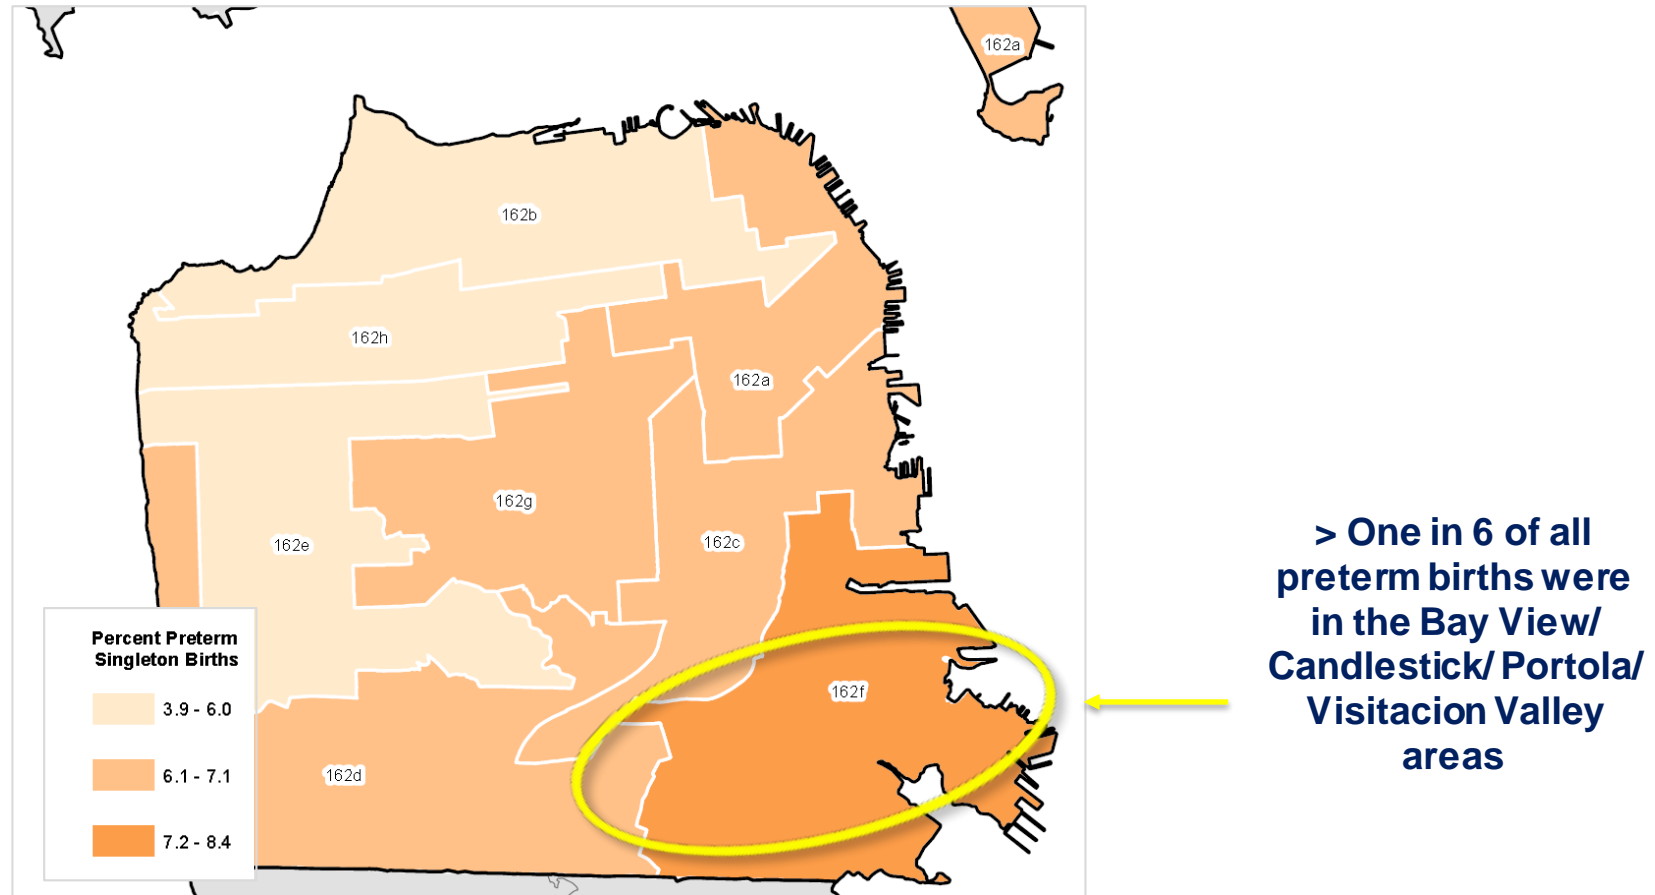 162a
162b
162h
162a
162g
162c
162e
Percent Preterm
Singleton Births
3.9 - 6.0
6.1 - 7.1
7.2 - 8.4
162f
162d
> One in 6 of all
preterm births were
in the Bay View/
Candlestick/ Portola/
Visitacion Valley
areas